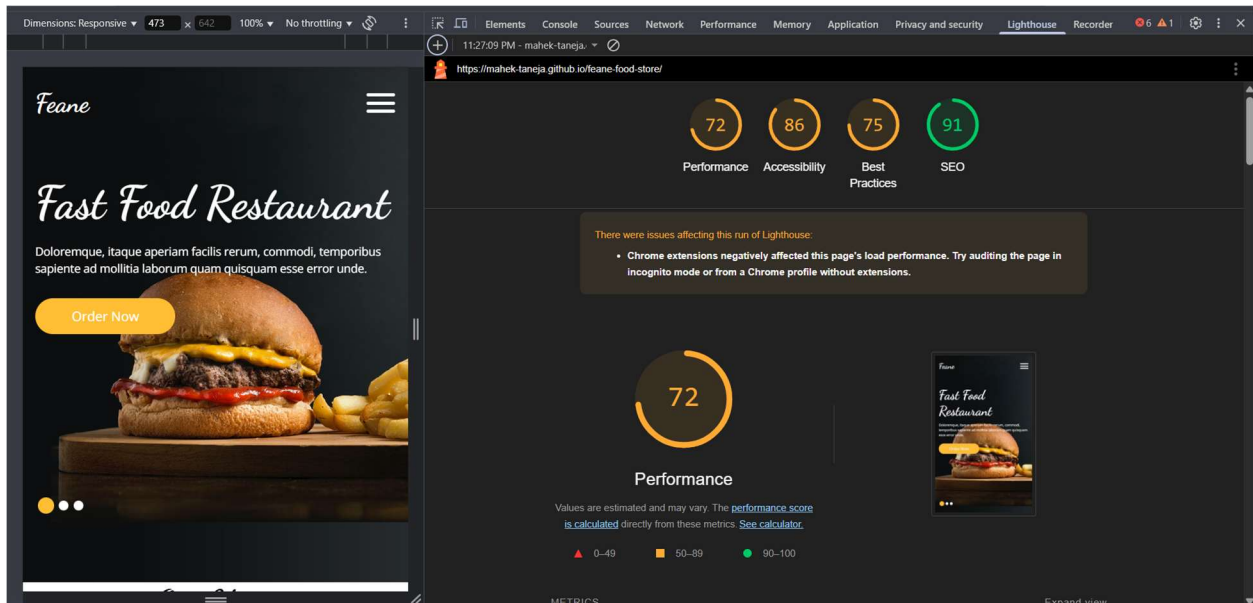 Dimensions: Responsive ▼ 473 × 642 100% ▼ No throttling ▼
Elements Console Sources Network Performance Memory Application Privacy and security Lighthouse Recorder 6 1
11:27:09 PM - mahek-taneja.
https://mahek-taneja.github.io/feane-food-store/
Feane
Fast Food Restaurant
Doloremque, itaque aperiam facilis rerum, commodi, temporibus
sapiente ad mollitia laborum quam quisquam esse error unde.
Order Now
72 86 75 91
Performance Accessibility Best SEO
Practices
There were issues affecting this run of Lighthouse:
• Chrome extensions negatively affected this page's load performance. Try auditing the page in
incognito mode or from a Chrome profile without extensions.
72
Performance
Values are estimated and may vary. The performance score
is calculated directly from these metrics. See calculator.
0–49 50–89 90–100
Feane
Fast Food
Restaurant
Order Now
METRICS Expand view